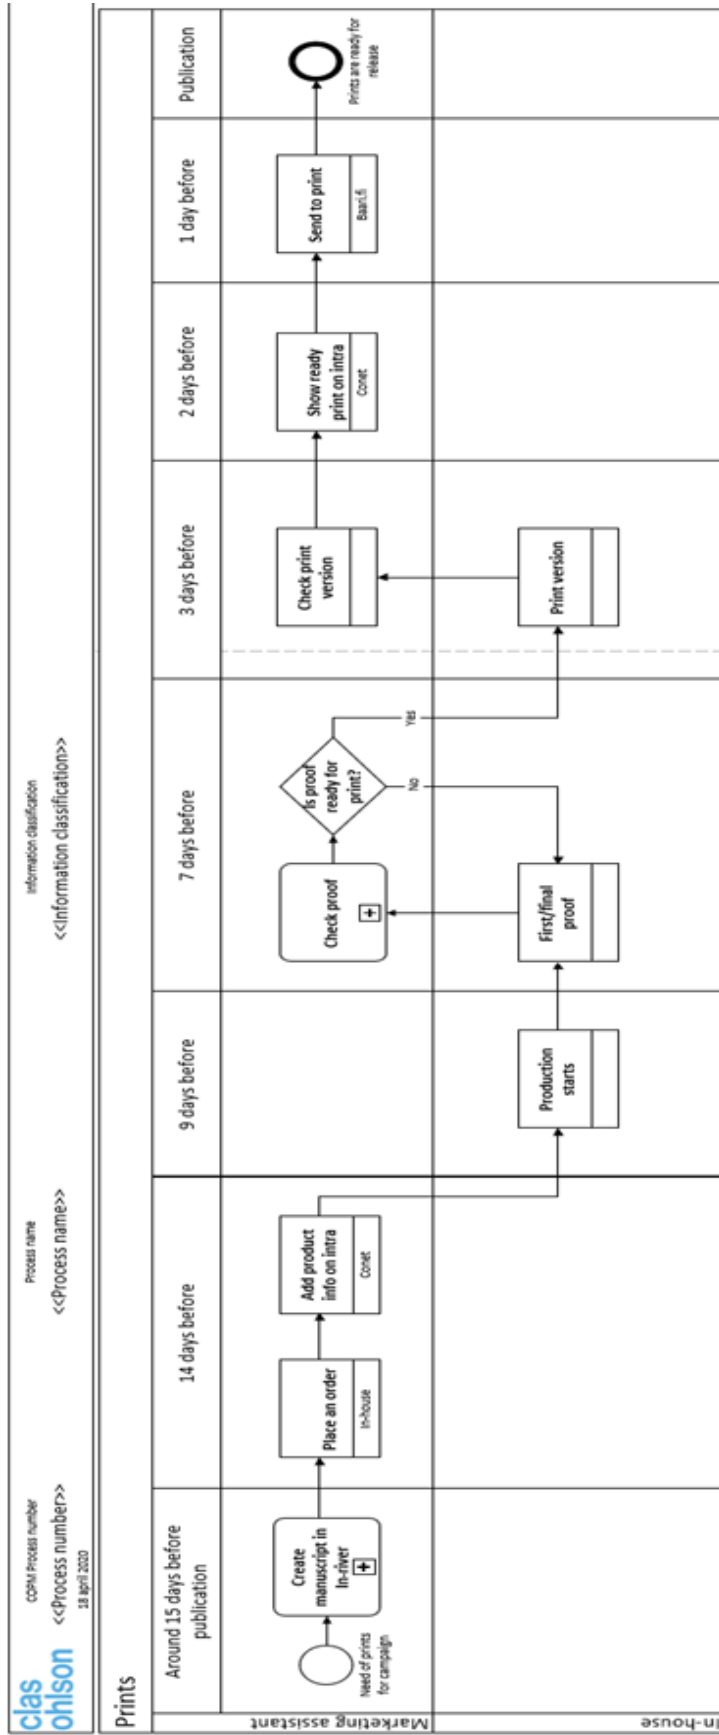 clas
ohlson
COPM Process number
<<Process number>>
18 april 2020
Process name
<<Process name>>
Information classification
<<Information classification>>
Prints
Around 15 days before
publication
14 days before
9 days before
7 days before
3 days before
2 days before
1 day before
Publication
Marketing assistant
Need of prints
for campaign
Create
manuscript in
In-river
Place an order
In-house
Add product
info on intra
Conet
Check proof
Is proof
ready for
print?
Yes
No
Check print
version
Show ready
print on intra
Conet
Send to print
Baari.fi
Prints are ready for
release
In-house
Production
starts
First/final
proof
Print version